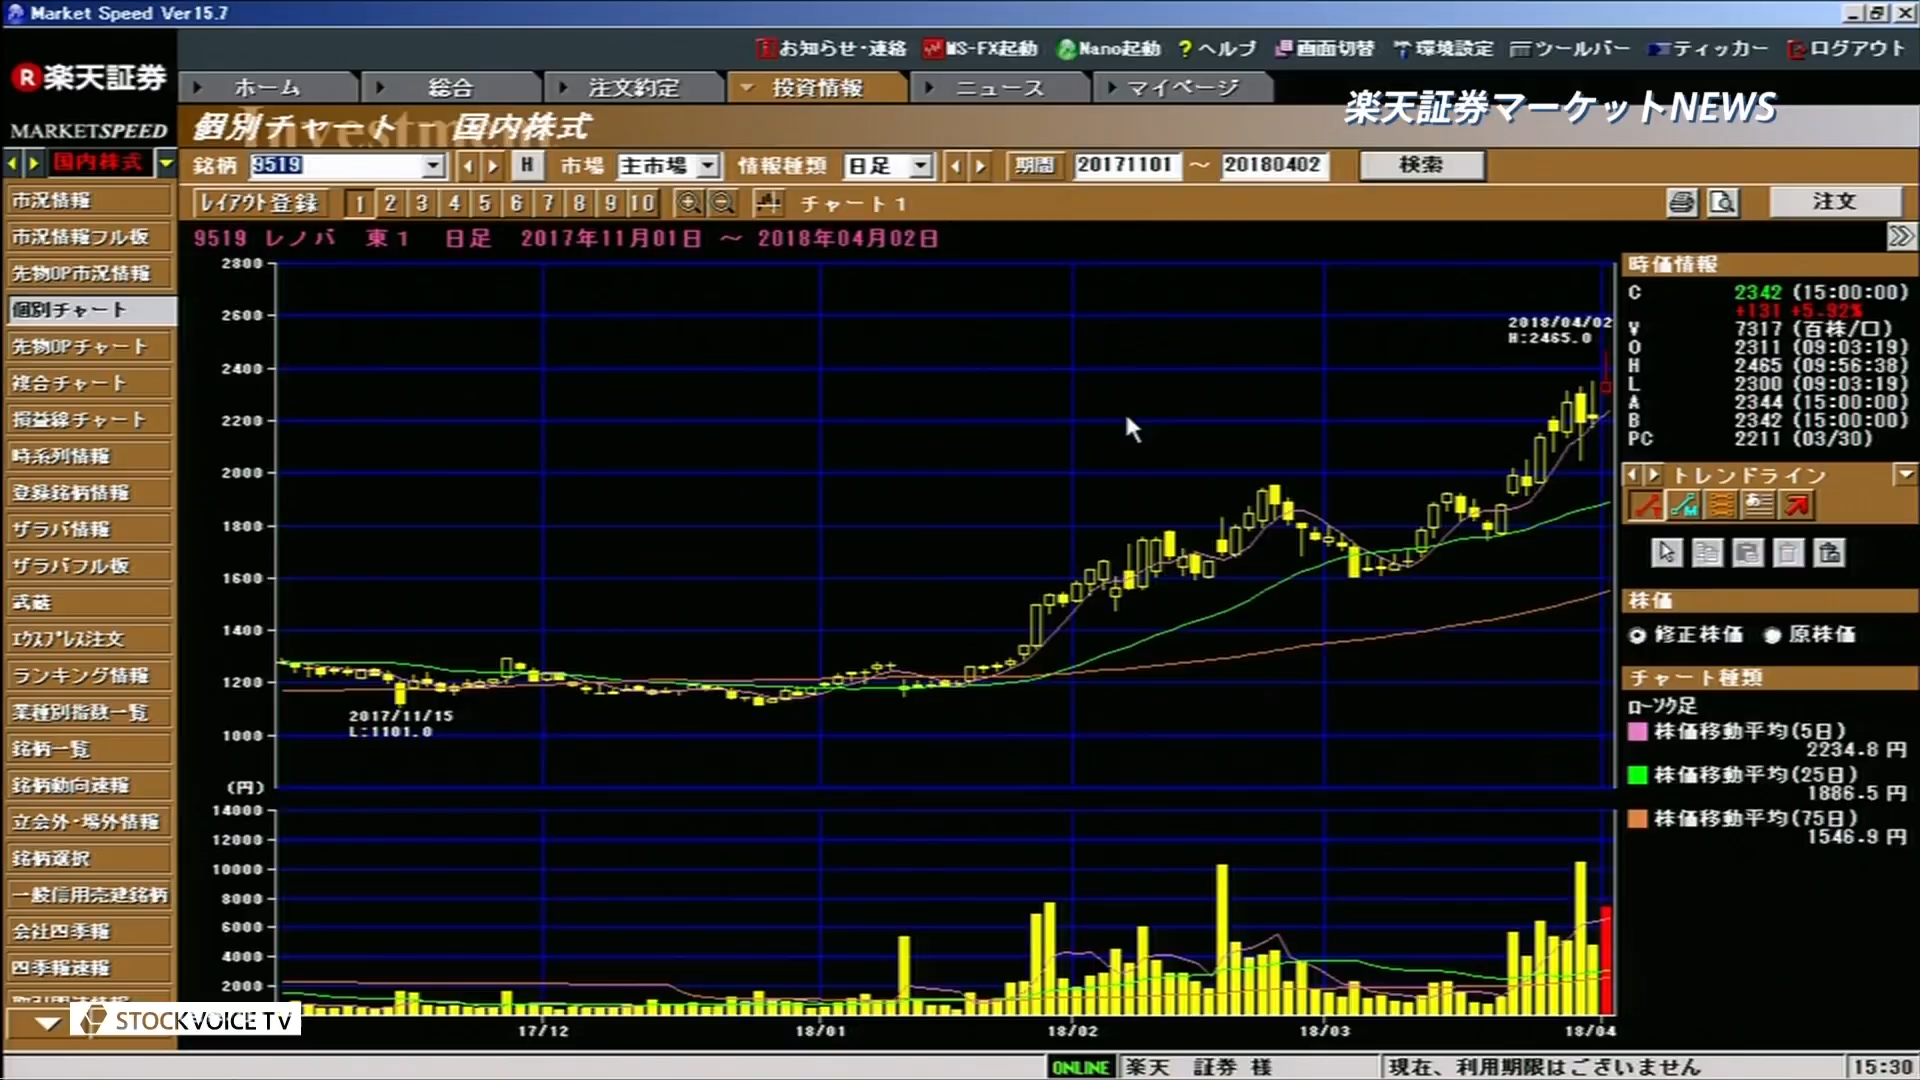 Market Speed Ver15.7
お知らせ・連絡 MS-FX起動 Nano起動 ? ヘルプ 画面切替 環境設定 ツールバー ティッカー ログアウト
R楽天証券
MARKETSPEED
ホーム 総合 注文約定 投資情報 ニュース マイページ
楽天証券マーケットNEWS
個別チャート - 国内株式
国内株式
銘柄 9519 H 市場 主市場 情報種類 日足 期間 20171101 ～ 20180402 検索
レイアウト登録 1 2 3 4 5 6 7 8 9 10 チャート1 注文
9519 レノバ 東1 日足 2017年11月01日 ～ 2018年04月02日
市況情報
市況情報フル板
先物OP市況情報
個別チャート
先物OPチャート
複合チャート
損益線チャート
時系列情報
登録銘柄情報
ザラバ情報
ザラバフル板
武蔵
エクスプレス注文
ランキング情報
業種別指数一覧
銘柄一覧
銘柄動向速報
立会外・場外情報
銘柄選択
一般信用売建銘柄
会社四季報
四季報速報
2800
2600
2400
2200
2000
1800
1600
1400
1200
1000
(円)
2018/04/02
H:2465.0
2017/11/15
L:1101.0
14000
12000
10000
8000
6000
4000
2000
17/12 18/01 18/02 18/03 18/04
時価情報
C 2342 (15:00:00)
+131 +5.92%
V 7317 (百株/口)
O 2311 (09:03:19)
H 2465 (09:56:38)
L 2300 (09:03:19)
A 2344 (15:00:00)
B 2342 (15:00:00)
PC 2211 (03/30)
トレンドライン
株価
修正株価 原株価
チャート種類
ローソク足
株価移動平均(5日)
2234.8 円
株価移動平均(25日)
1886.5 円
株価移動平均(75日)
1546.9 円
STOCKVOICE TV
ONLINE 楽天 証券 様 現在、利用期限はございません 15:30